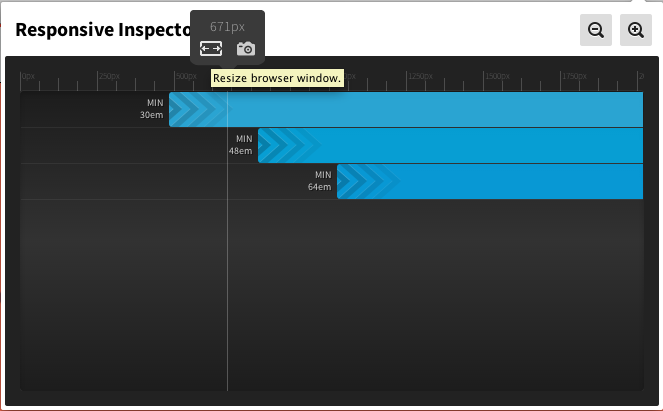 671px
Responsive Inspecto
Resize browser window.
0px 250px 500px 1250px 1500px 1750px
MIN
30em
MIN
48em
MIN
64em